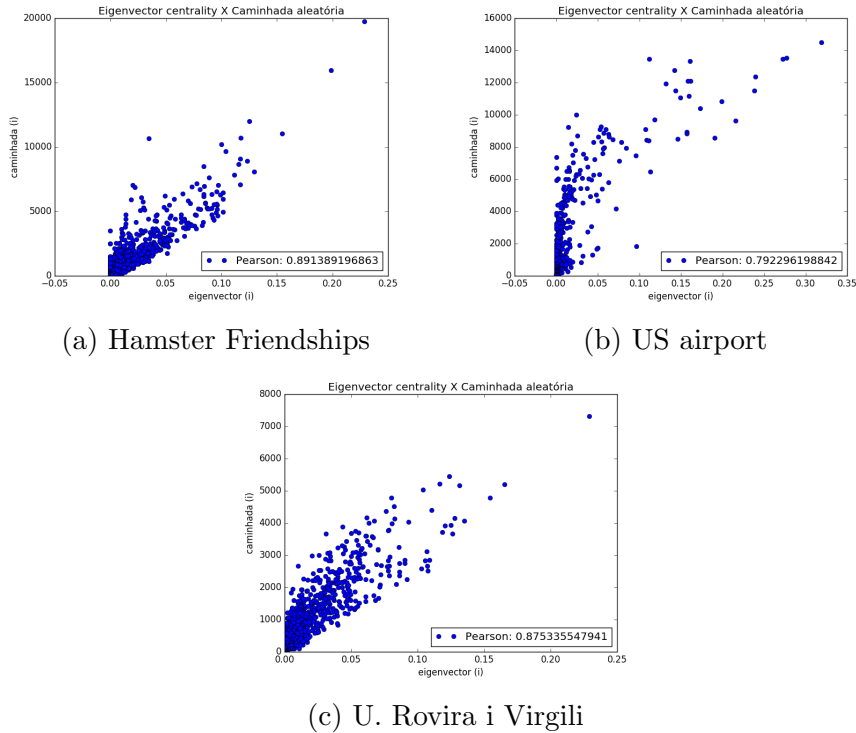 Eigenvector centrality X Caminhada aleatória
20000
15000
10000
5000
0
caminhada (i)
Pearson: 0.891389196863
−0.05 0.00 0.05 0.10 0.15 0.20 0.25
eigenvector (i)
(a) Hamster Friendships
Eigenvector centrality X Caminhada aleatória
16000
14000
12000
10000
8000
6000
4000
2000
0
caminhada (i)
Pearson: 0.792296198842
−0.05 0.00 0.05 0.10 0.15 0.20 0.25 0.30 0.35
eigenvector (i)
(b) US airport
Eigenvector centrality X Caminhada aleatória
8000
7000
6000
5000
4000
3000
2000
1000
0
caminhada (i)
Pearson: 0.875335547941
0.00 0.05 0.10 0.15 0.20 0.25
eigenvector (i)
(c) U. Rovira i Virgili